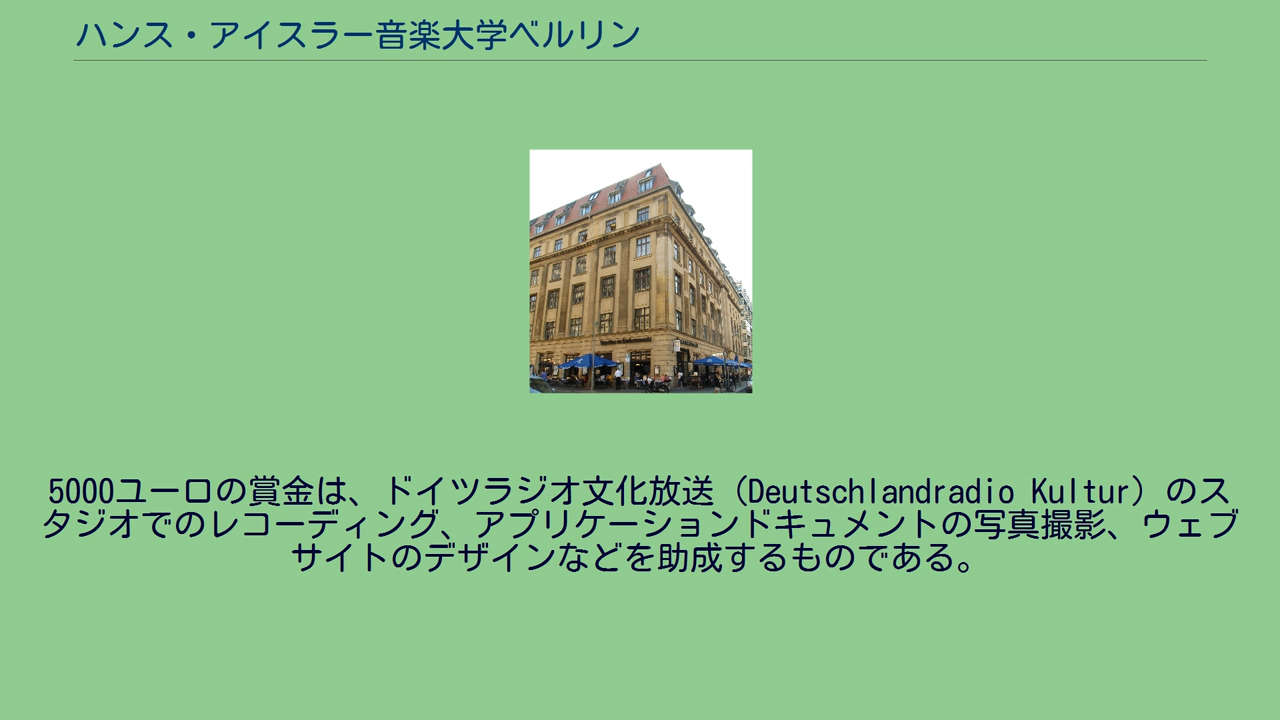 ハンス・アイスラー音楽大学ベルリン
5000ユーロの賞金は、ドイツラジオ文化放送（Deutschlandradio Kultur）のス
タジオでのレコーディング、アプリケーションドキュメントの写真撮影、ウェブ
サイトのデザインなどを助成するものである。